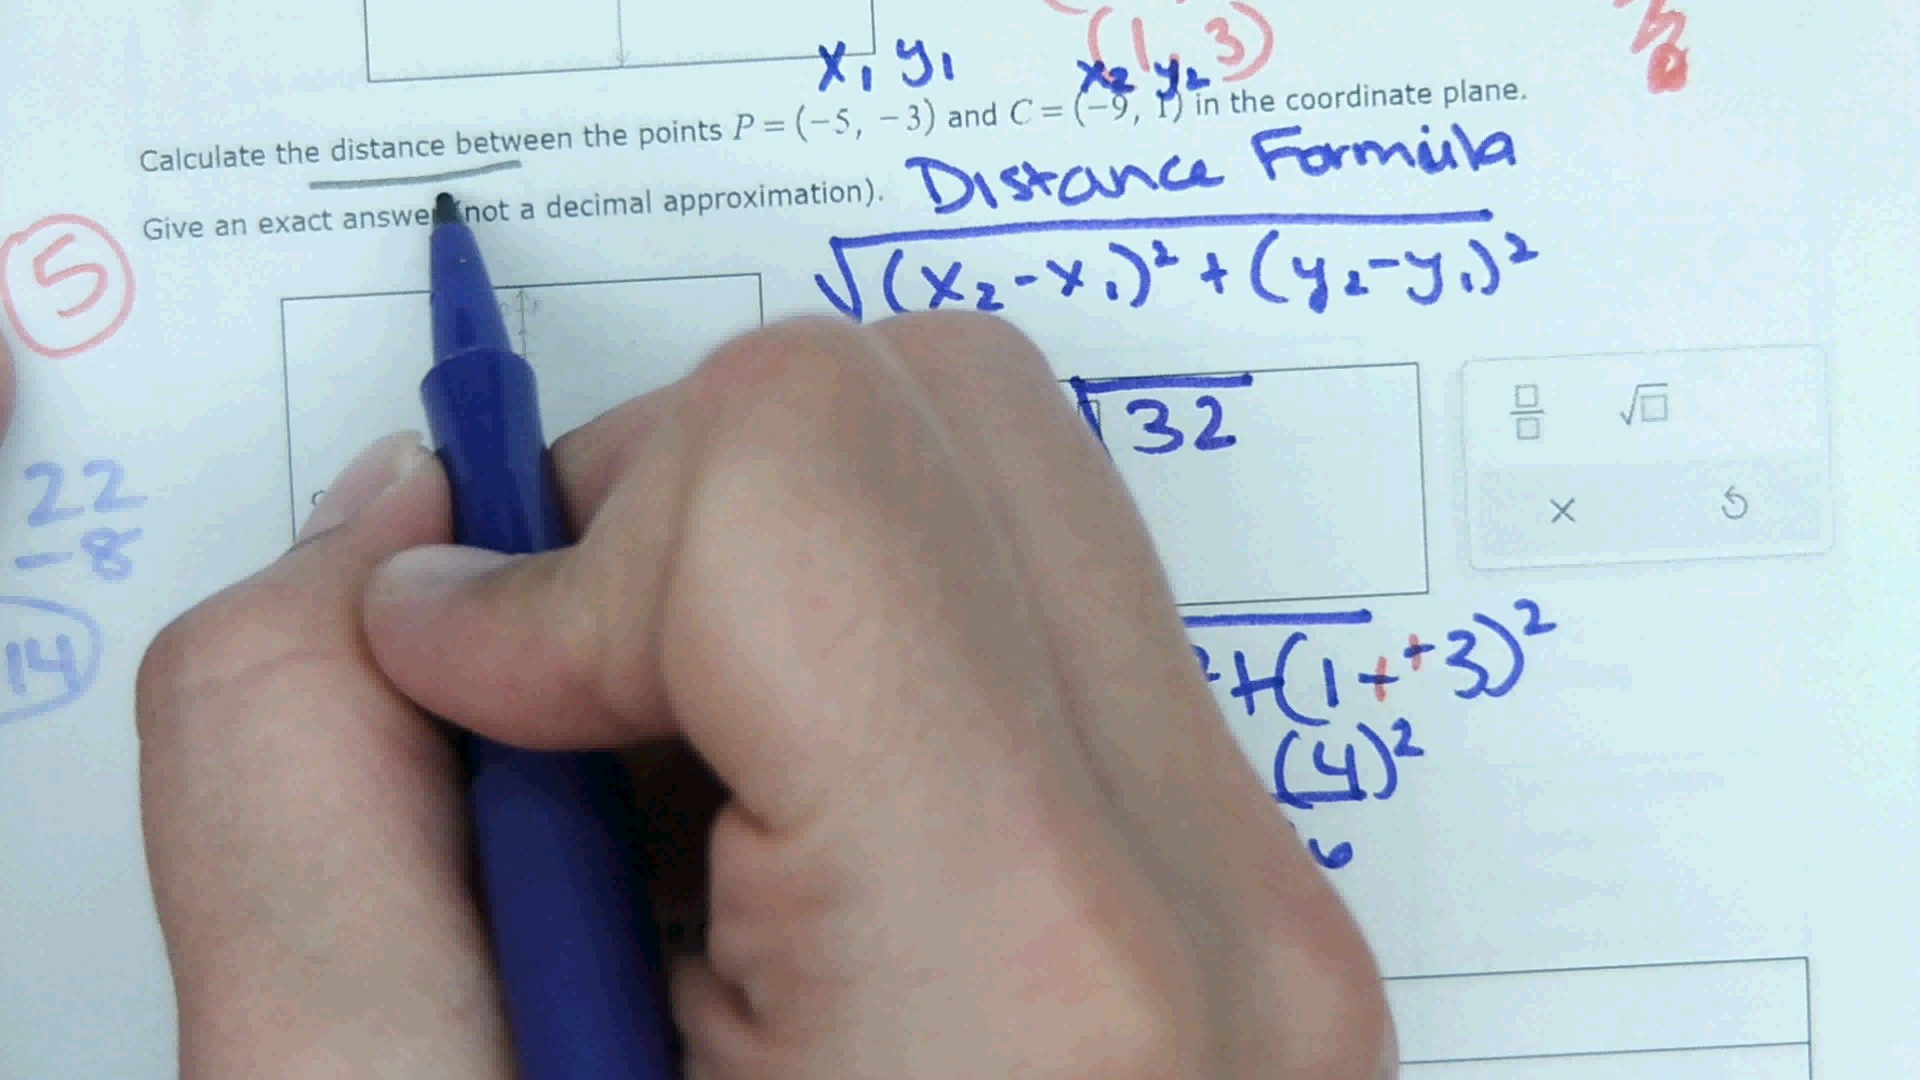 (1, 3)
x₁ y₁
x₂ y₂
Calculate the distance between the points P = (−5, −3) and C = (−9, 1) in the coordinate plane.
Distance Formula
Give an exact answer (not a decimal approximation).
5
√(x₂-x₁)² + (y₂-y₁)²
√32
22
-8
14
²+(1++3)²
(4)²